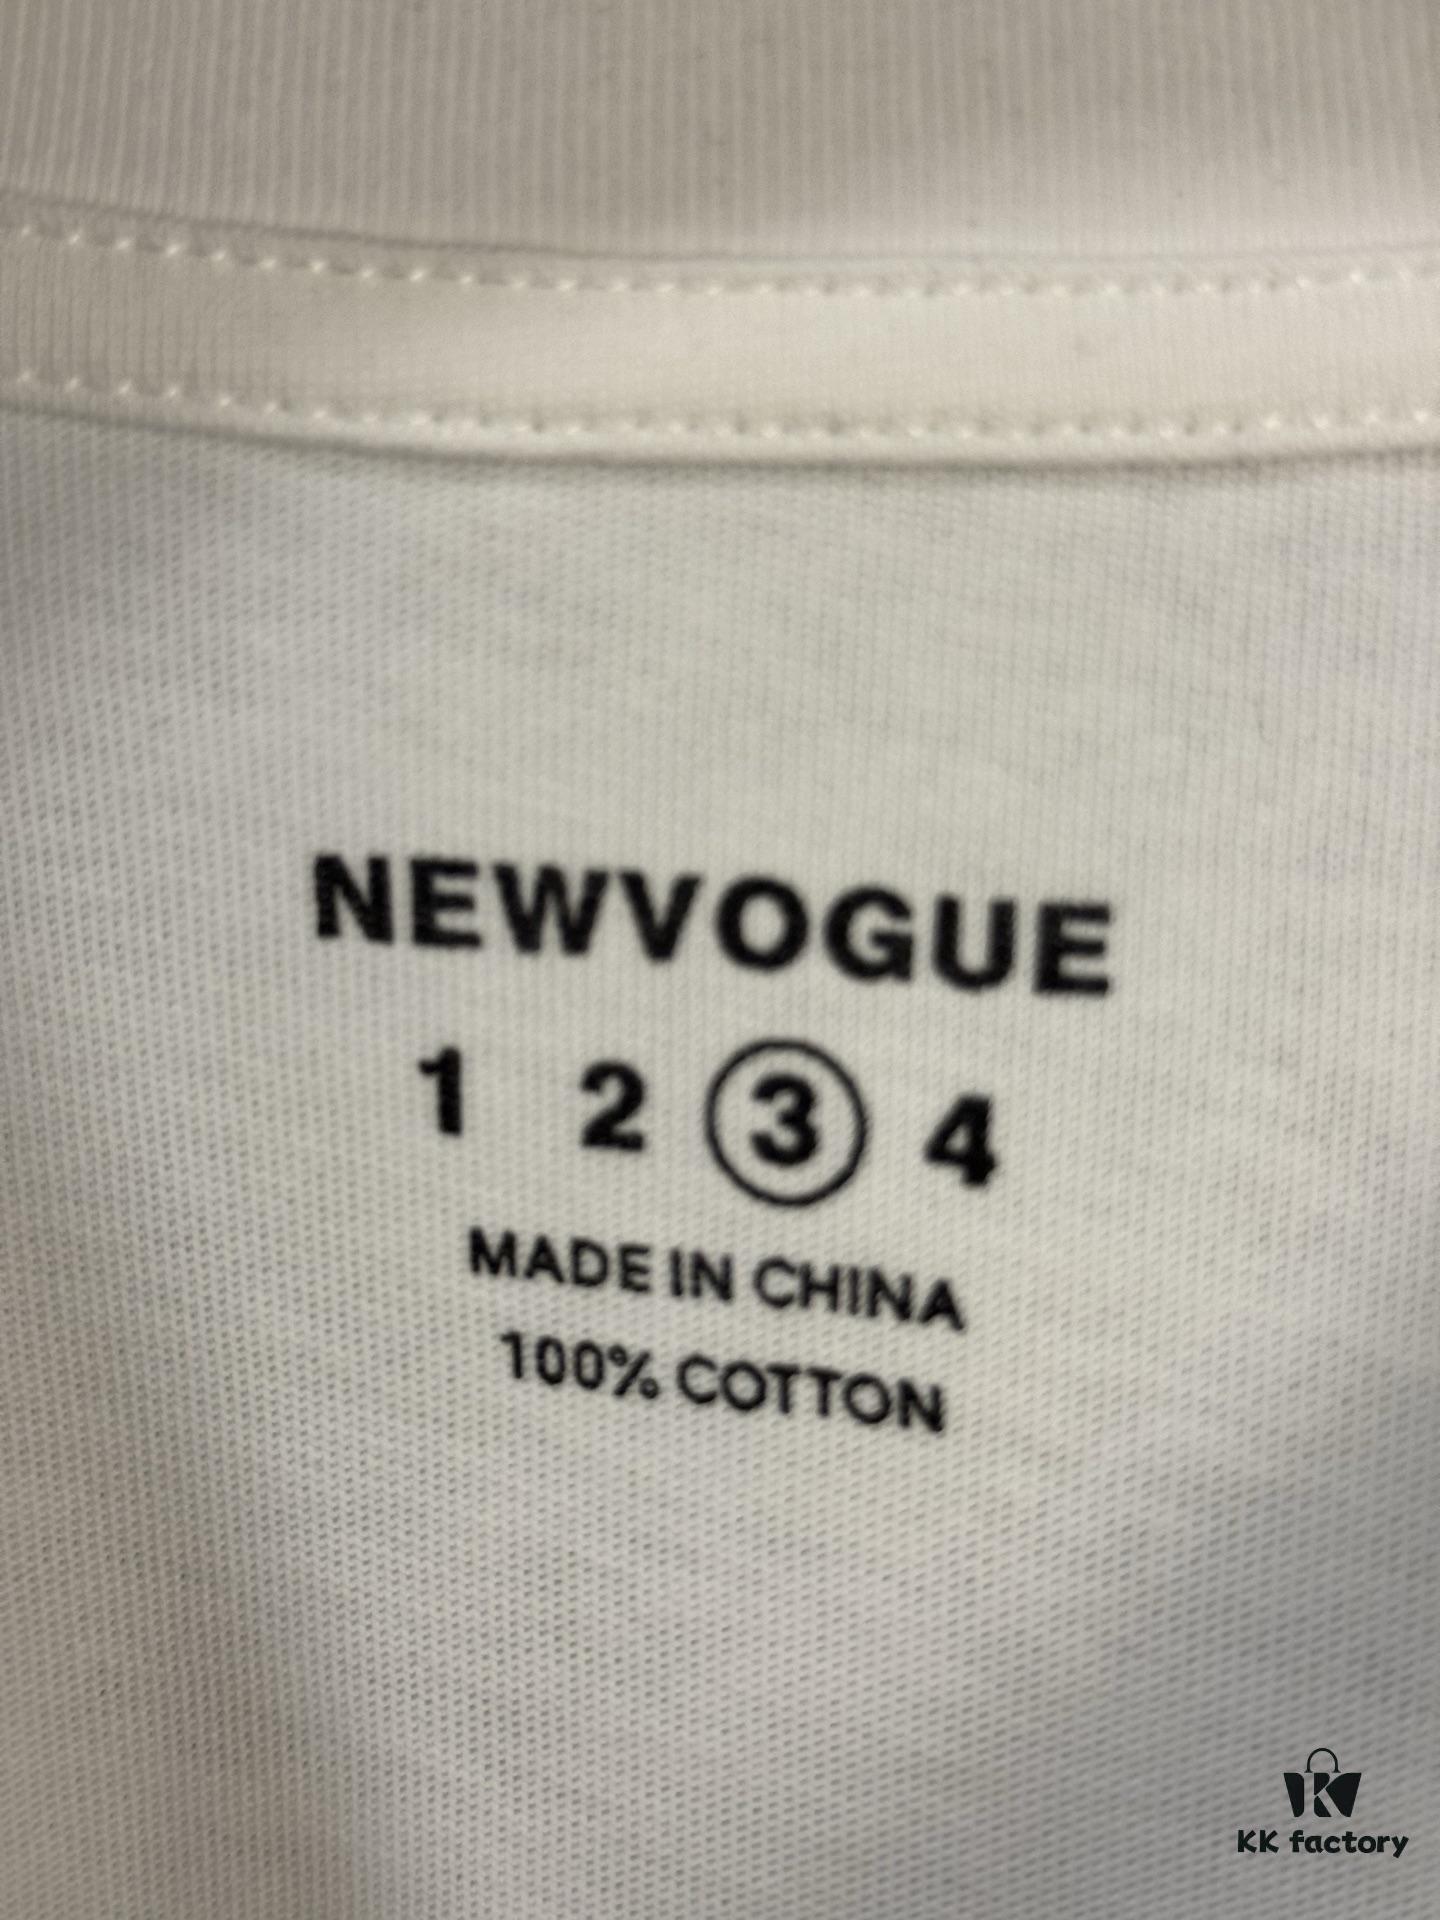 NEWVOGUE
1 2 3 4
MADE IN CHINA
100% COTTON
KK factory